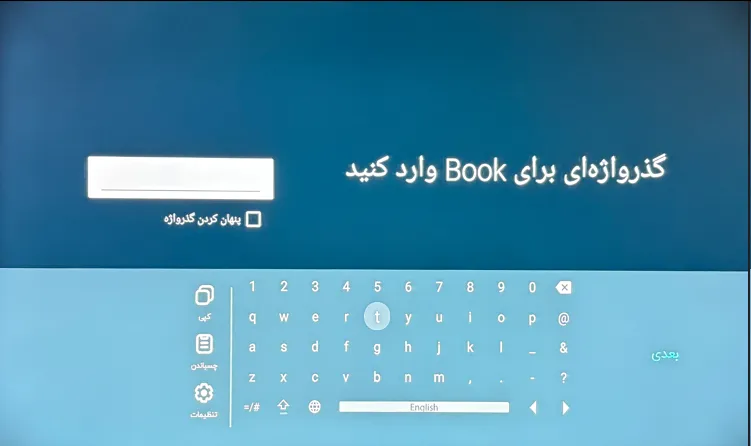 گذرواژه‌ای برای Book وارد کنید
پنهان کردن گذرواژه
1 2 3 4 5 6 7 8 9 0
q w e r t y u i o p @
a s d f g h j k l _ &
z x c v b n m , . - ?
=/# English
کپی
چسپاندن
تنظیمات
بعدی